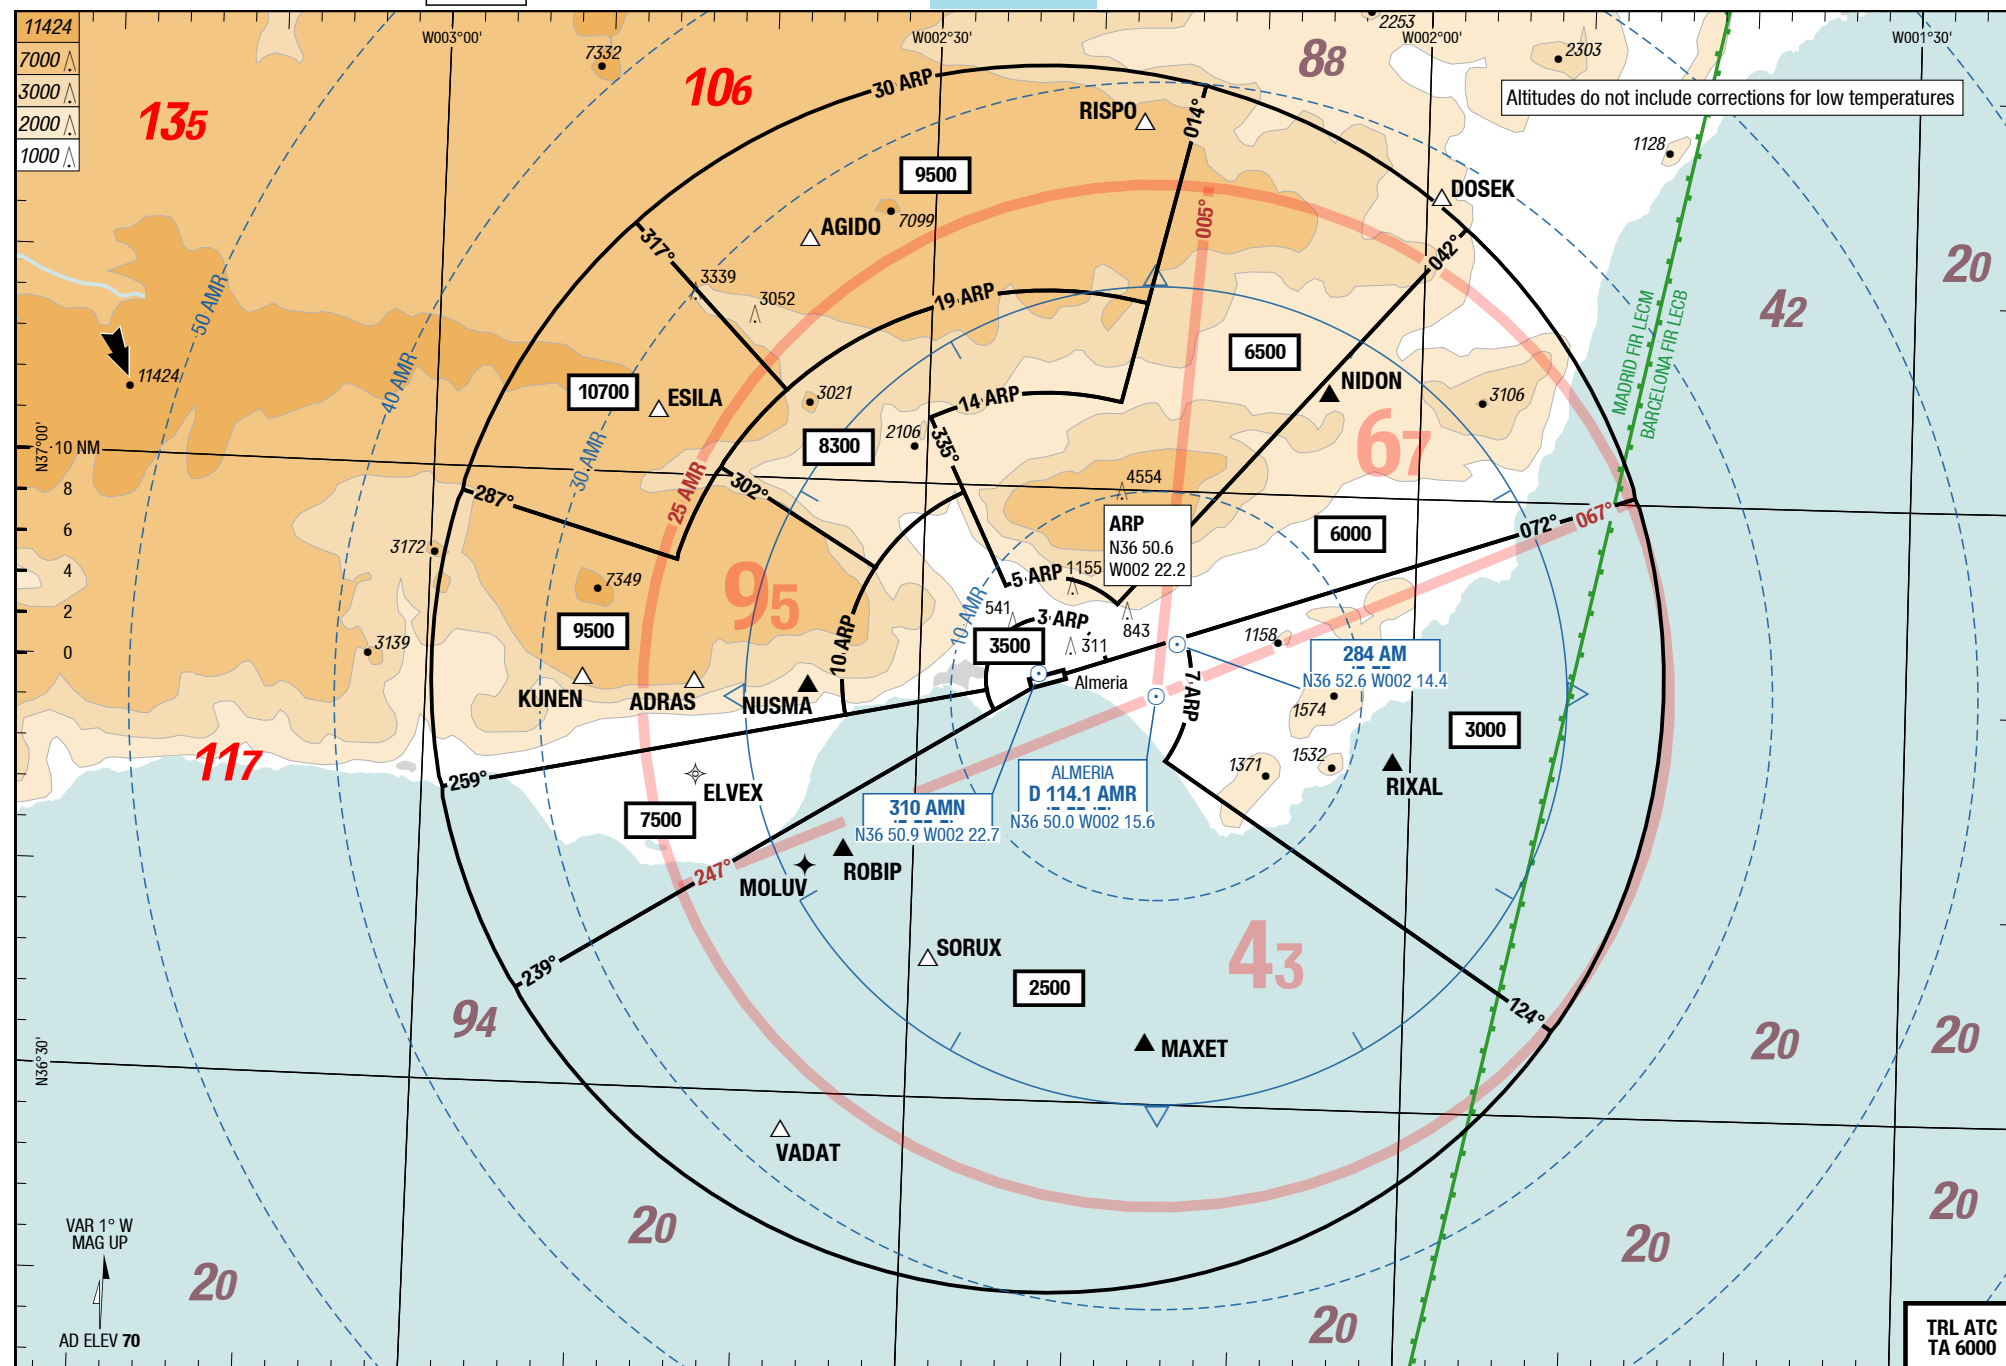 11424
7000
3000
2000
1000
W003°00'
W002°30'
W002°00'
W001°30'
7332
2253
2303
135
106
88
30 ARP
RISPO
014°
Altitudes do not include corrections for low temperatures
1128
9500
DOSEK
AGIDO
7099
005°
317°
042°
20
3339
3052
19 ARP
50 AMR
42
MADRID FIR LECM
BARCELONA FIR LECB
11424
40 AMR
10700
ESILA
6500
NIDON
3021
14 ARP
3106
N37°00'
10 NM
8300
2106
335°
67
30 AMR
25 AMR
302°
4554
8
287°
6
ARP
N36 50.6
W002 22.2
6000
072°
067°
3172
4
7349
95
5 ARP
1155
10 AMR
2
541
3 ARP
843
9500
10 ARP
3500
311
1158
3139
0
284 AM
N36 52.6 W002 14.4
KUNEN
ADRAS
NUSMA
Almeria
7 ARP
1574
3000
117
259°
ELVEX
1371
1532
RIXAL
ALMERIA
D 114.1 AMR
N36 50.0 W002 15.6
310 AMN
N36 50.9 W002 22.7
7500
247°
MOLUV
ROBIP
239°
SORUX
43
2500
124°
94
MAXET
20
20
N36°30'
VADAT
20
20
20
VAR 1° W
MAG UP
20
20
AD ELEV 70
TRL ATC
TA 6000